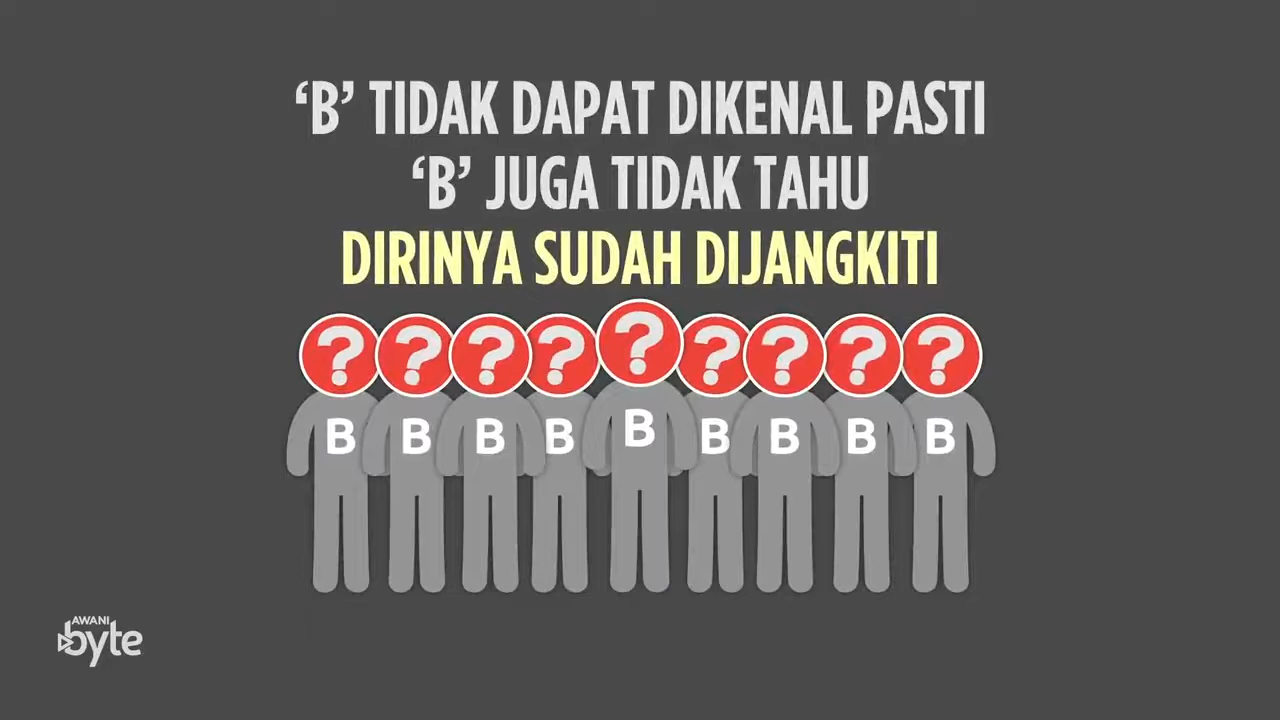 ‘B’ TIDAK DAPAT DIKENAL PASTI
‘B’ JUGA TIDAK TAHU
DIRINYA SUDAH DIJANGKITI
? ? ? ? ? ? ? ? ?
B B B B B B B B B
AWANI
byte